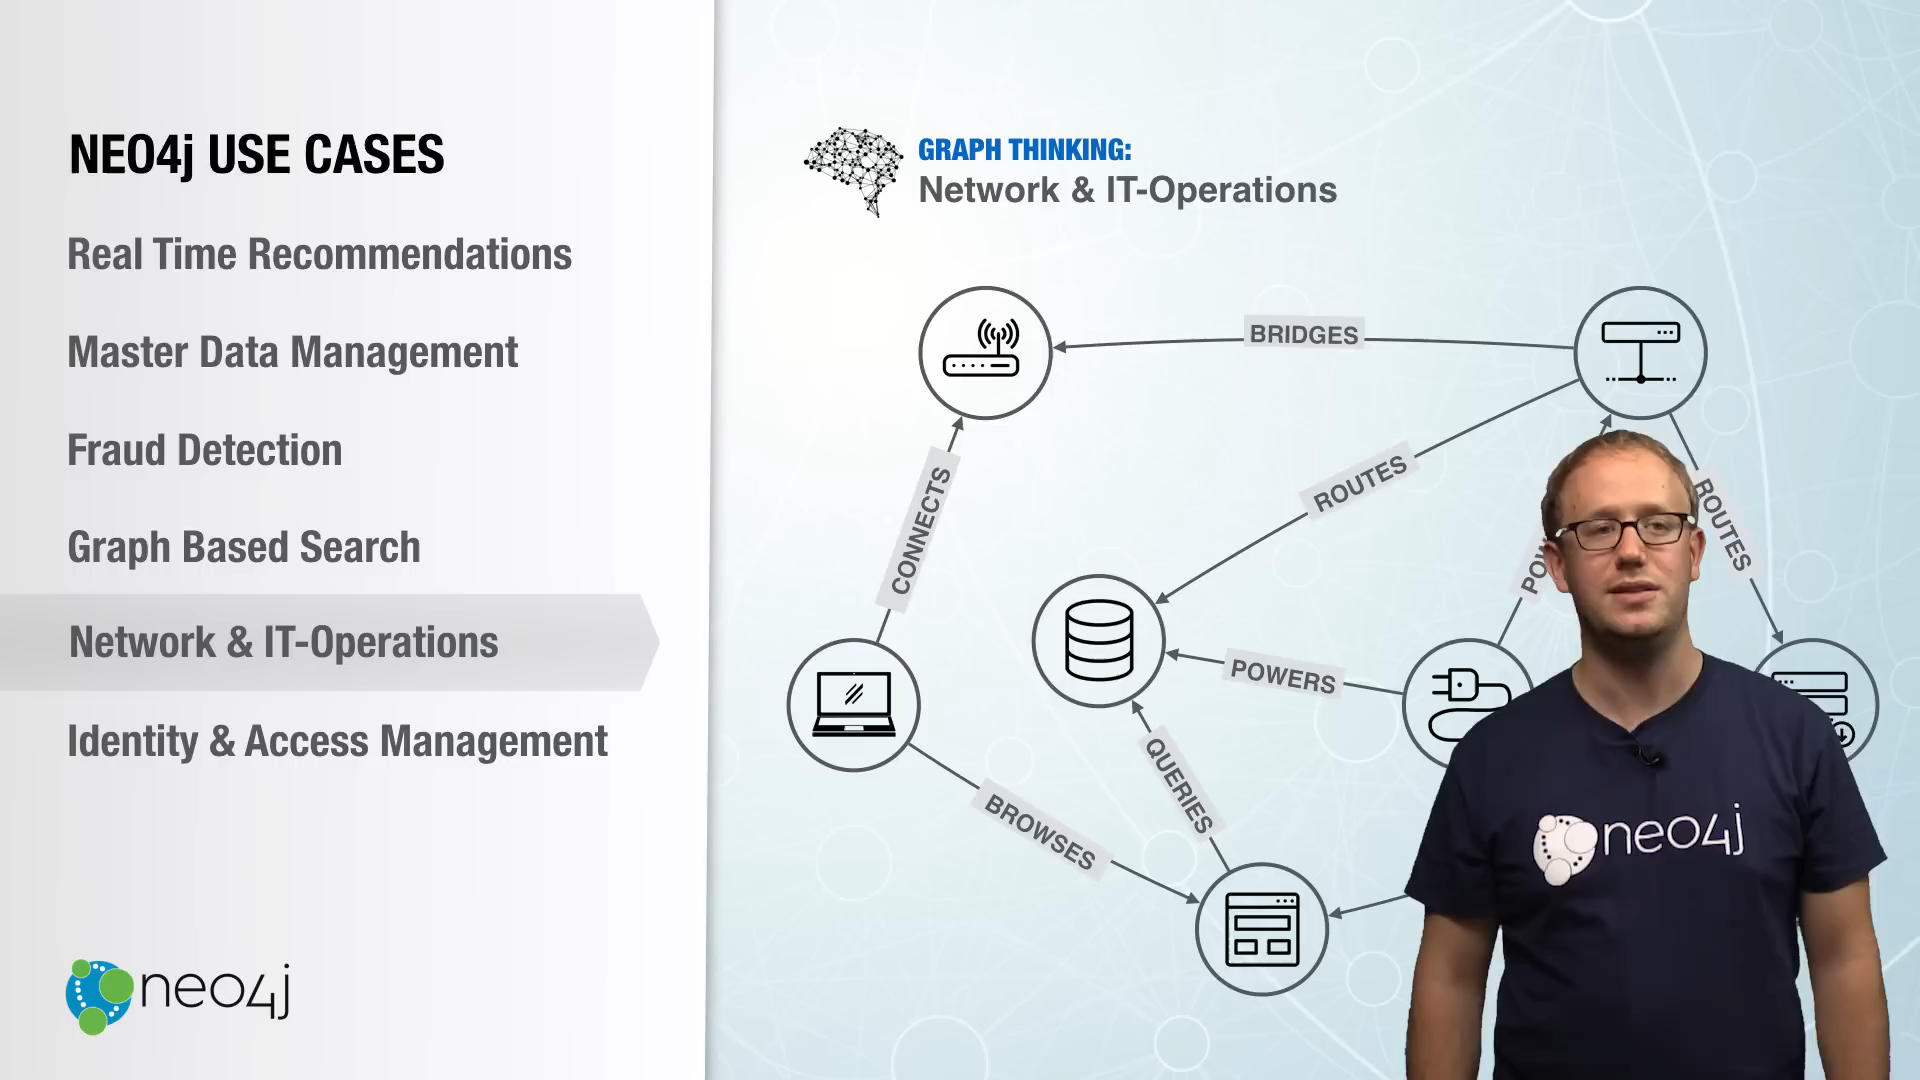 NEO4j USE CASES
Real Time Recommendations
Master Data Management
Fraud Detection
Graph Based Search
Network & IT-Operations
Identity & Access Management
neo4j
GRAPH THINKING:
Network & IT-Operations
BRIDGES
ROUTES
CONNECTS
ROUTES
POWERS
QUERIES
BROWSES
neo4j